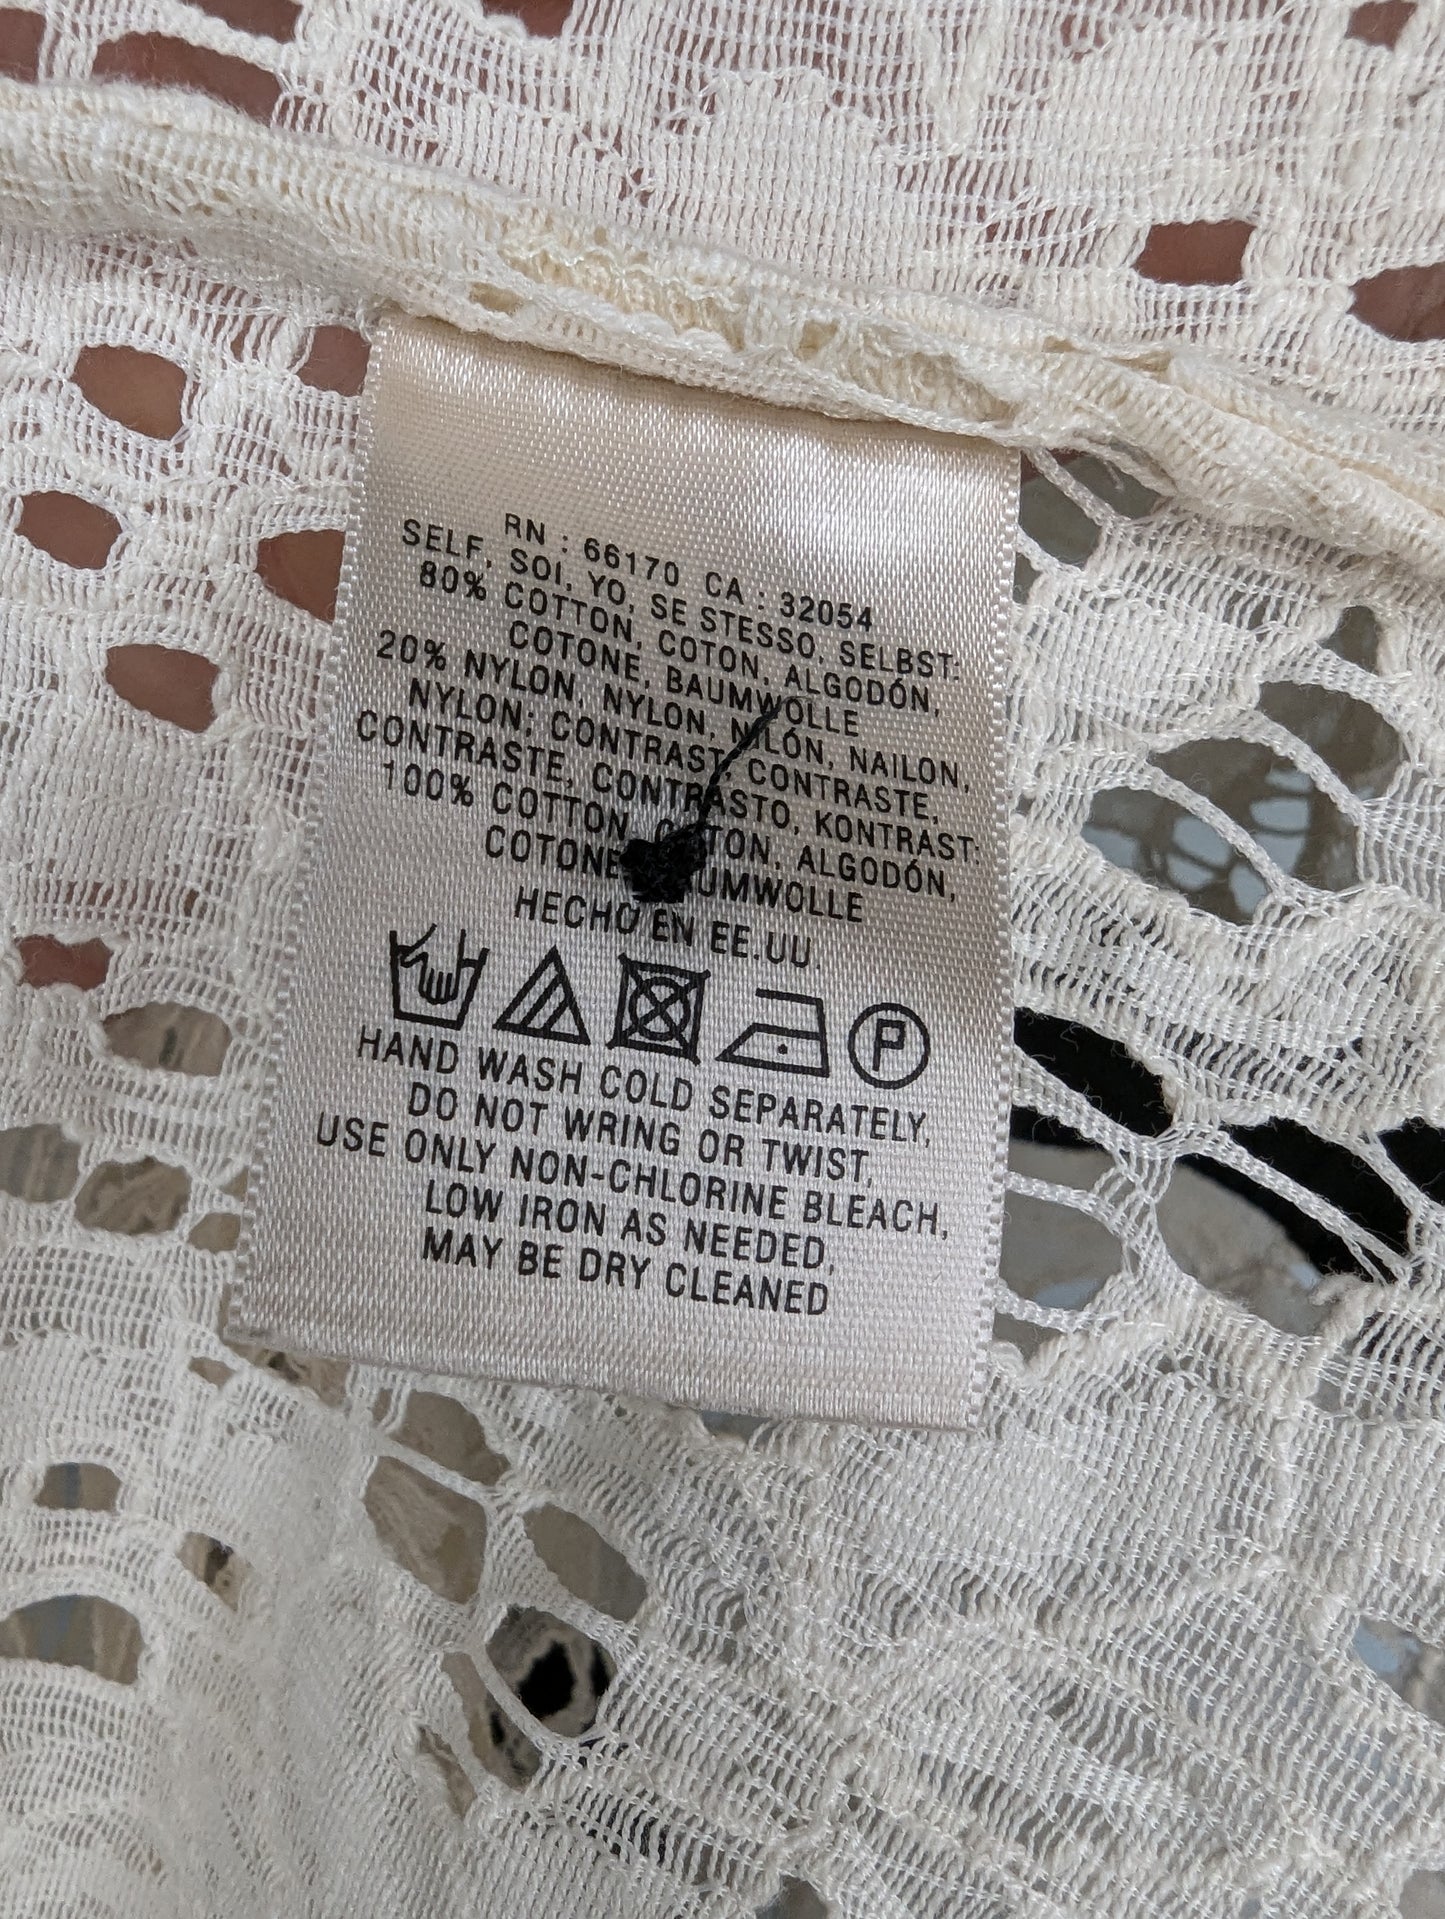 RN : 66170 CA : 32054
SELF, SOI, YO, SE STESSO, SELBST:
80% COTTON, COTON, ALGODÓN,
COTONE, BAUMWOLLE
20% NYLON, NYLON, NILÓN, NAILON,
NYLON; CONTRAST, CONTRASTE,
CONTRASTE, CONTRASTO, KONTRAST:
100% COTTON, COTON, ALGODÓN,
COTONE, BAUMWOLLE
HECHO EN EE.UU.
P
HAND WASH COLD SEPARATELY,
DO NOT WRING OR TWIST,
USE ONLY NON-CHLORINE BLEACH,
LOW IRON AS NEEDED,
MAY BE DRY CLEANED